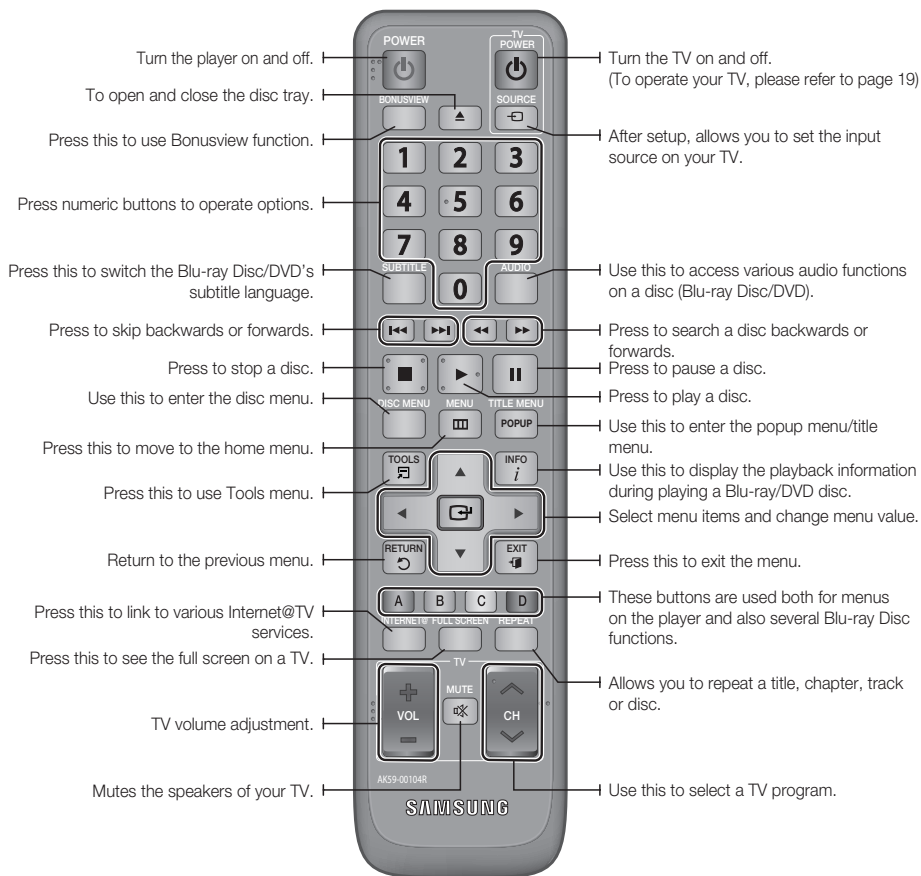 POWER
TV
POWER
Turn the player on and off.
Turn the TV on and off.
(To operate your TV, please refer to page 19)
To open and close the disc tray.
BONUSVIEW
SOURCE
Press this to use Bonusview function.
After setup, allows you to set the input
source on your TV.
1 2 3
Press numeric buttons to operate options.
4 5 6
7 8 9
Press this to switch the Blu-ray Disc/DVD's
subtitle language.
SUBTITLE
0
AUDIO
Use this to access various audio functions
on a disc (Blu-ray Disc/DVD).
Press to skip backwards or forwards.
Press to search a disc backwards or
forwards.
Press to stop a disc.
Press to pause a disc.
Use this to enter the disc menu.
Press to play a disc.
DISC MENU MENU TITLE MENU
POPUP
Press this to move to the home menu.
Use this to enter the popup menu/title
menu.
TOOLS
INFO
i
Press this to use Tools menu.
Use this to display the playback information
during playing a Blu-ray/DVD disc.
Select menu items and change menu value.
Return to the previous menu.
RETURN
EXIT
Press this to exit the menu.
A B C D
Press this to link to various Internet@TV
services.
These buttons are used both for menus
on the player and also several Blu-ray Disc
functions.
INTERNET@ FULL SCREEN REPEAT
Press this to see the full screen on a TV.
TV
Allows you to repeat a title, chapter, track
or disc.
MUTE
TV volume adjustment.
VOL
CH
AK59-00104R
Mutes the speakers of your TV.
Use this to select a TV program.
SAMSUNG